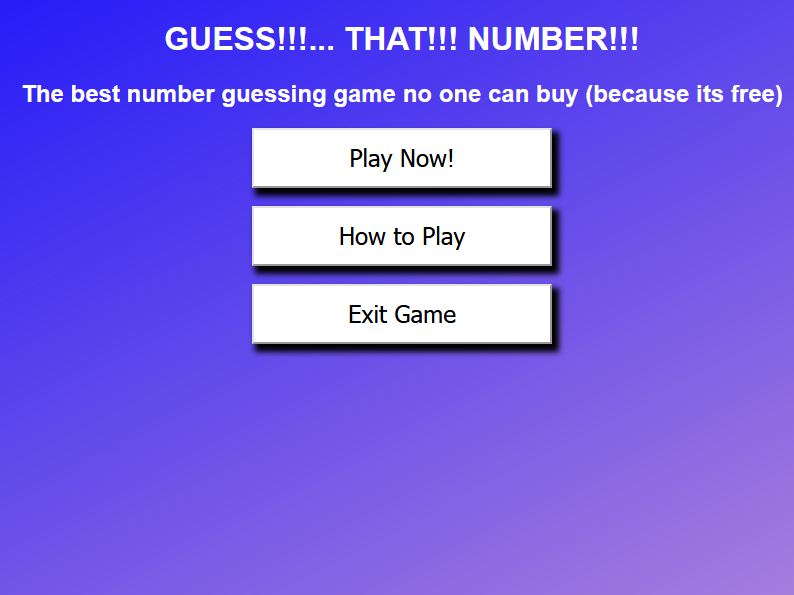 GUESS!!!... THAT!!! NUMBER!!!
The best number guessing game no one can buy (because its free)
Play Now!
How to Play
Exit Game